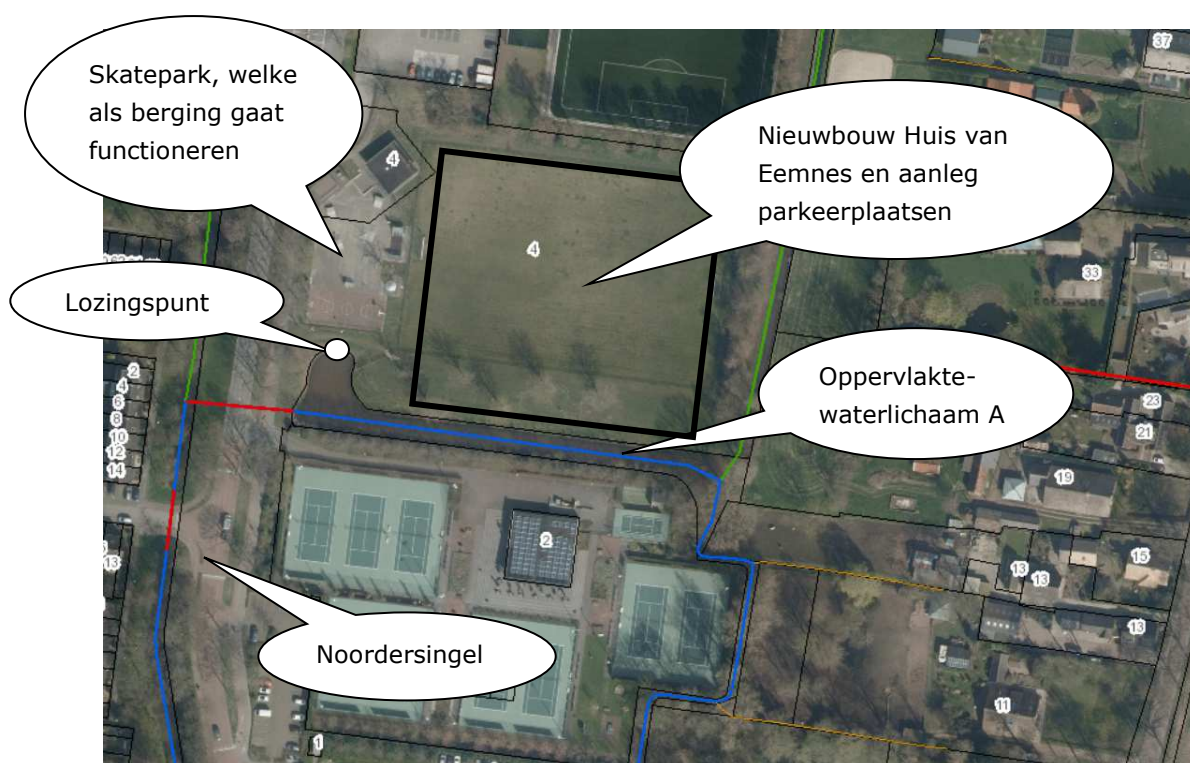 Skatepark, welke
als berging gaat
functioneren
Nieuwbouw Huis van
Eemnes en aanleg
parkeerplaatsen
Lozingspunt
Oppervlakte-
waterlichaam A
Noordersingel
37
4
4
33
2
4
6
8
10
12
14
23
21
19
2
13
15
13
13
13
11
1